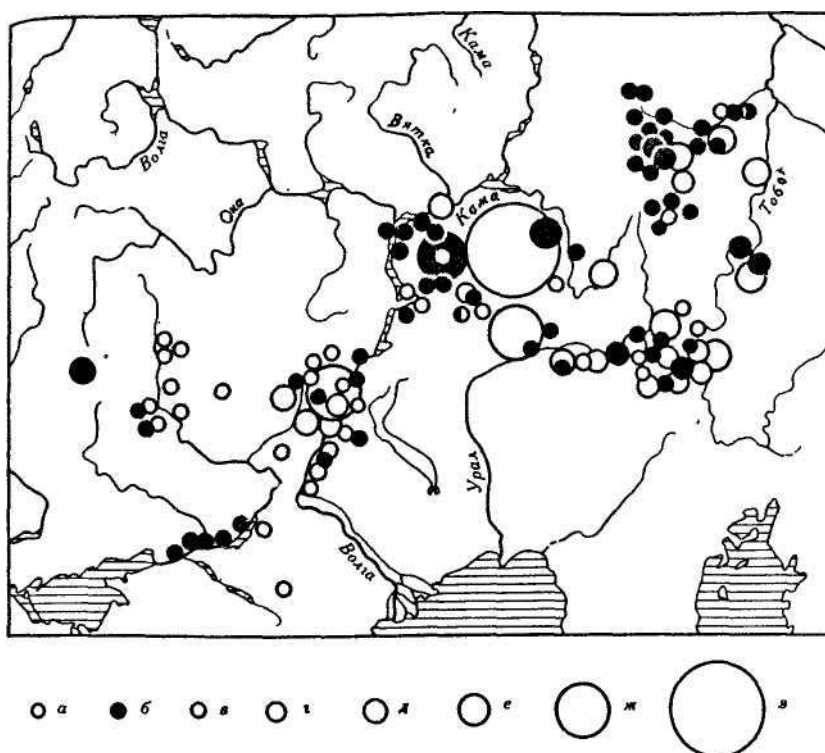 Кама
Вятка
Волга
Ока
Кама
Тобол
Урал
Волга
а б в г д е ж з